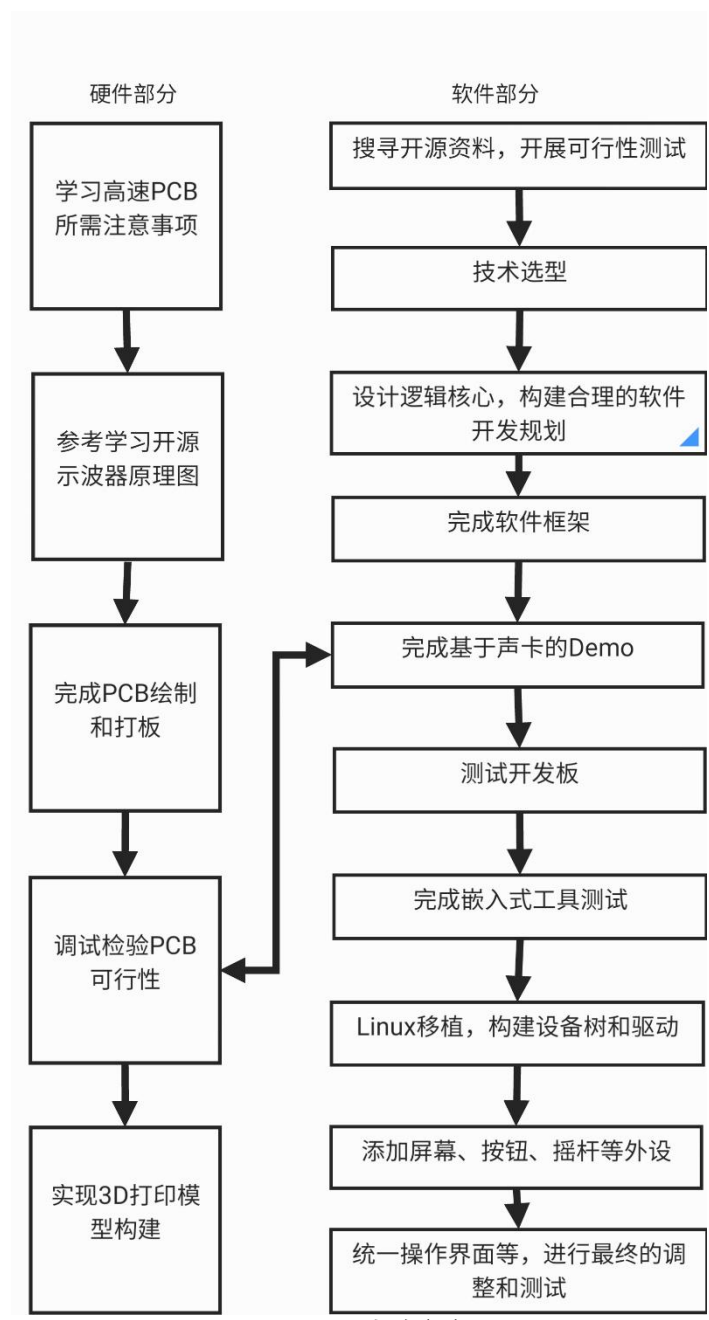 硬件部分
学习高速PCB
所需注意事项
参考学习开源
示波器原理图
完成PCB绘制
和打板
调试检验PCB
可行性
实现3D打印模
型构建
软件部分
搜寻开源资料，开展可行性测试
技术选型
设计逻辑核心，构建合理的软件
开发规划
完成软件框架
完成基于声卡的Demo
测试开发板
完成嵌入式工具测试
Linux移植，构建设备树和驱动
添加屏幕、按钮、摇杆等外设
统一操作界面等，进行最终的调
整和测试